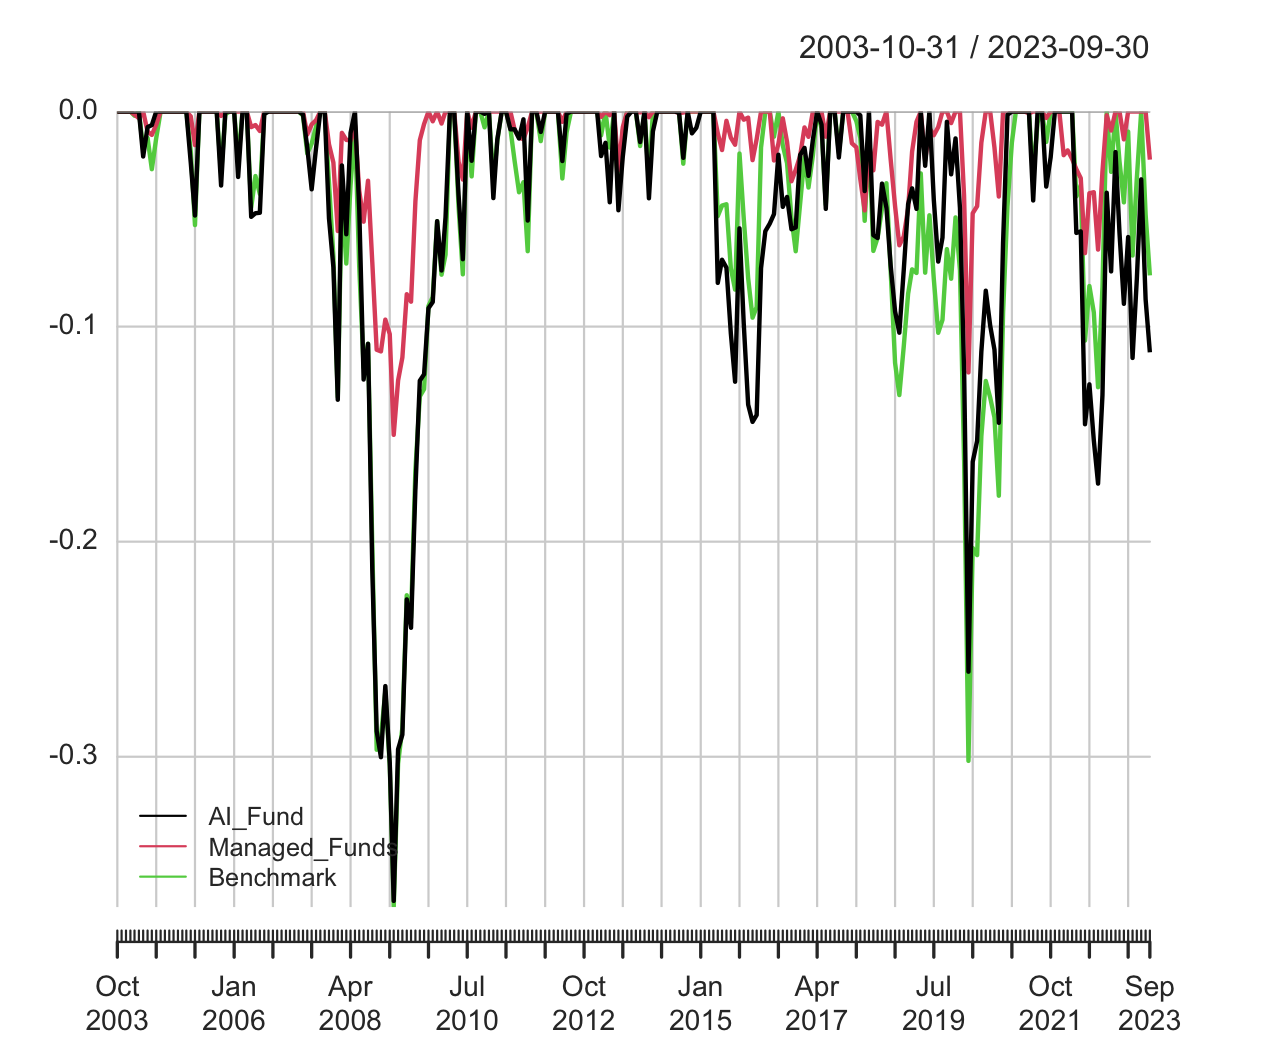 2003-10-31 / 2023-09-30
0.0
-0.1
-0.2
-0.3
AI_Fund
Managed_Funds
Benchmark
Oct Jan Apr Jul Oct Jan Apr Jul Oct Sep
2003 2006 2008 2010 2012 2015 2017 2019 2021 2023